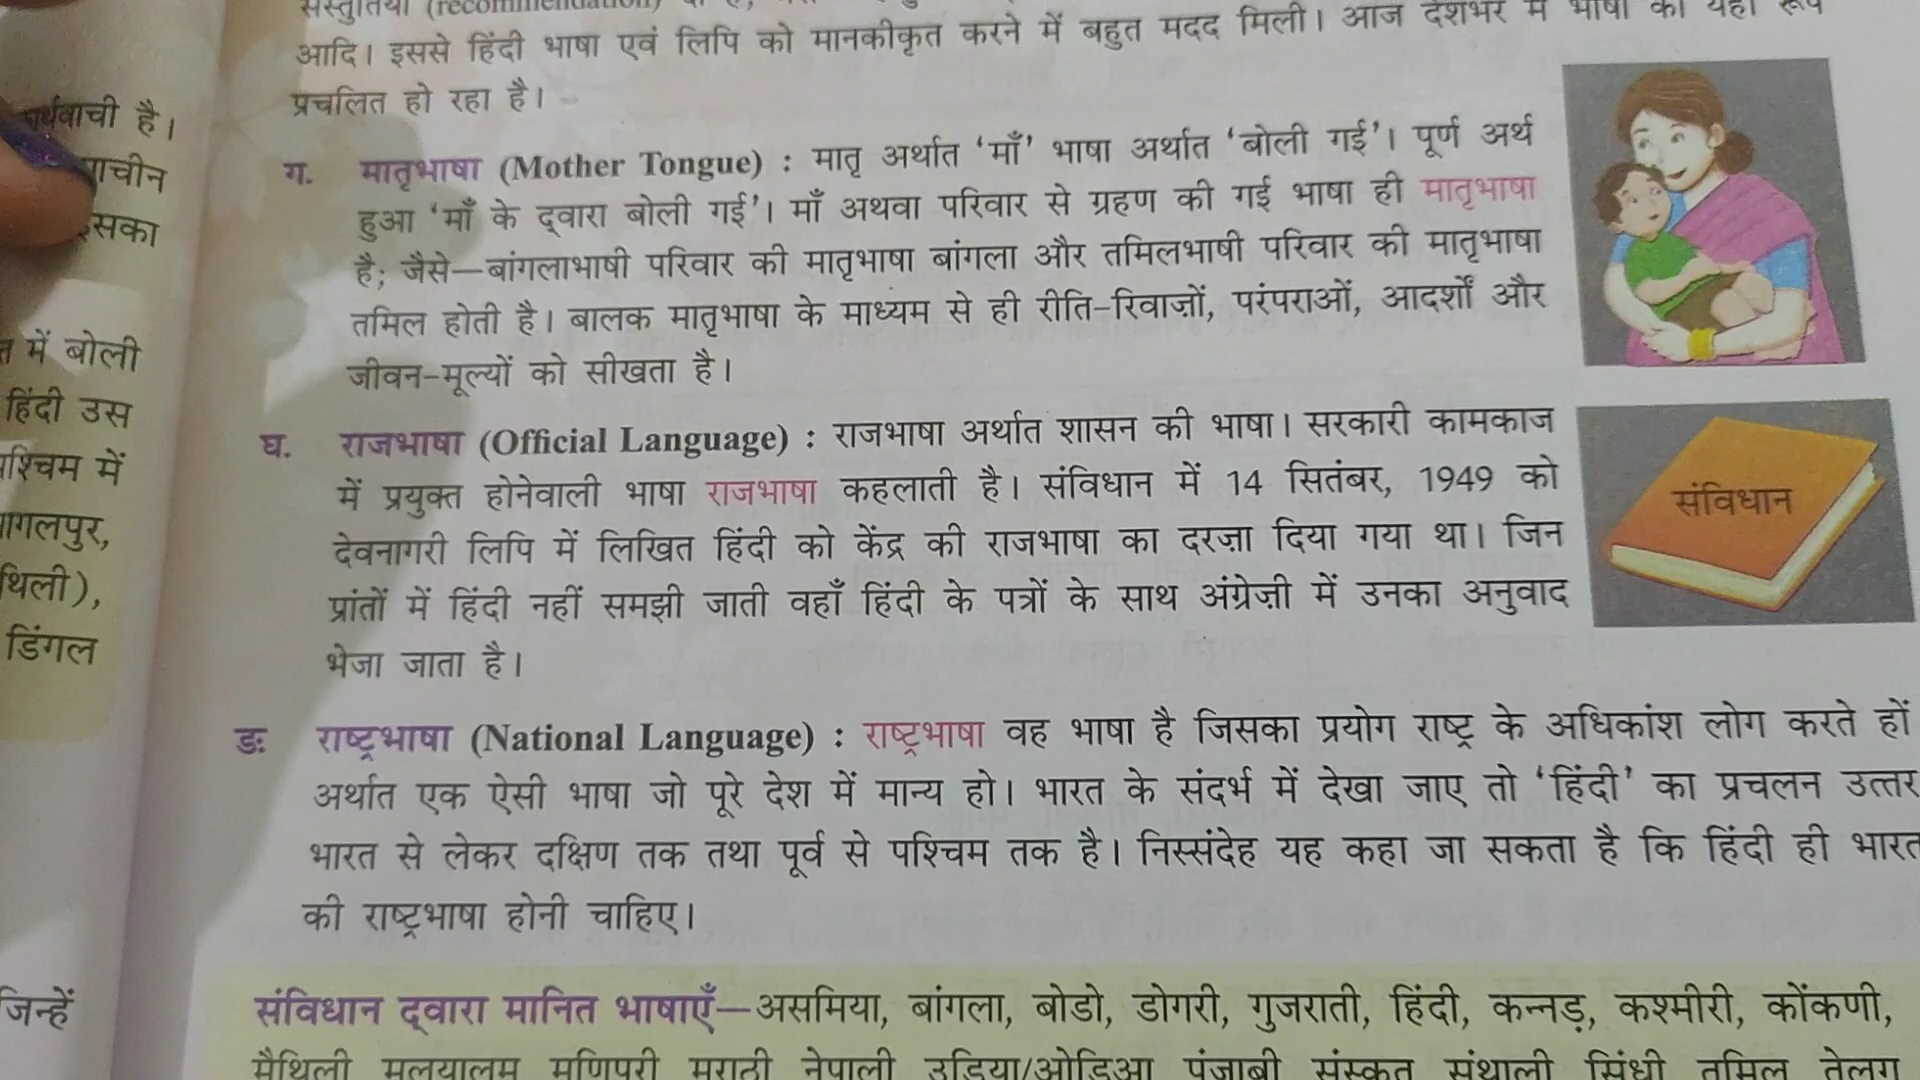 र्थवाची है।
ाचीन
सका
में बोली
हिंदी उस
श्चिम में
ागलपुर,
थिली),
डिंगल
जिन्हें
(recommendation)
आदि। इससे हिंदी भाषा एवं लिपि को मानकीकृत करने में बहुत मदद मिली। आज देशभर में भाषा का यही रूप
प्रचलित हो रहा है।
ग. मातृभाषा (Mother Tongue) : मातृ अर्थात 'माँ' भाषा अर्थात 'बोली गई'। पूर्ण अर्थ
हुआ 'माँ के द्वारा बोली गई'। माँ अथवा परिवार से ग्रहण की गई भाषा ही मातृभाषा
है; जैसे—बांगलाभाषी परिवार की मातृभाषा बांगला और तमिलभाषी परिवार की मातृभाषा
तमिल होती है। बालक मातृभाषा के माध्यम से ही रीति-रिवाज़ों, परंपराओं, आदर्शों और
जीवन-मूल्यों को सीखता है।
घ. राजभाषा (Official Language) : राजभाषा अर्थात शासन की भाषा। सरकारी कामकाज
में प्रयुक्त होनेवाली भाषा राजभाषा कहलाती है। संविधान में 14 सितंबर, 1949 को
देवनागरी लिपि में लिखित हिंदी को केंद्र की राजभाषा का दरज़ा दिया गया था। जिन
प्रांतों में हिंदी नहीं समझी जाती वहाँ हिंदी के पत्रों के साथ अंग्रेज़ी में उनका अनुवाद
भेजा जाता है।
संविधान
ङ. राष्ट्रभाषा (National Language) : राष्ट्रभाषा वह भाषा है जिसका प्रयोग राष्ट्र के अधिकांश लोग करते हों
अर्थात एक ऐसी भाषा जो पूरे देश में मान्य हो। भारत के संदर्भ में देखा जाए तो 'हिंदी' का प्रचलन उत्तर
भारत से लेकर दक्षिण तक तथा पूर्व से पश्चिम तक है। निस्संदेह यह कहा जा सकता है कि हिंदी ही भारत
की राष्ट्रभाषा होनी चाहिए।
संविधान द्वारा मानित भाषाएँ—असमिया, बांगला, बोडो, डोगरी, गुजराती, हिंदी, कन्नड़, कश्मीरी, कोंकणी,
मैथिली मलयालम मणिपुरी मराठी नेपाली उड़िया/ओडिआ पंजाबी संस्कृत संथाली सिंधी तमिल तेलुगु